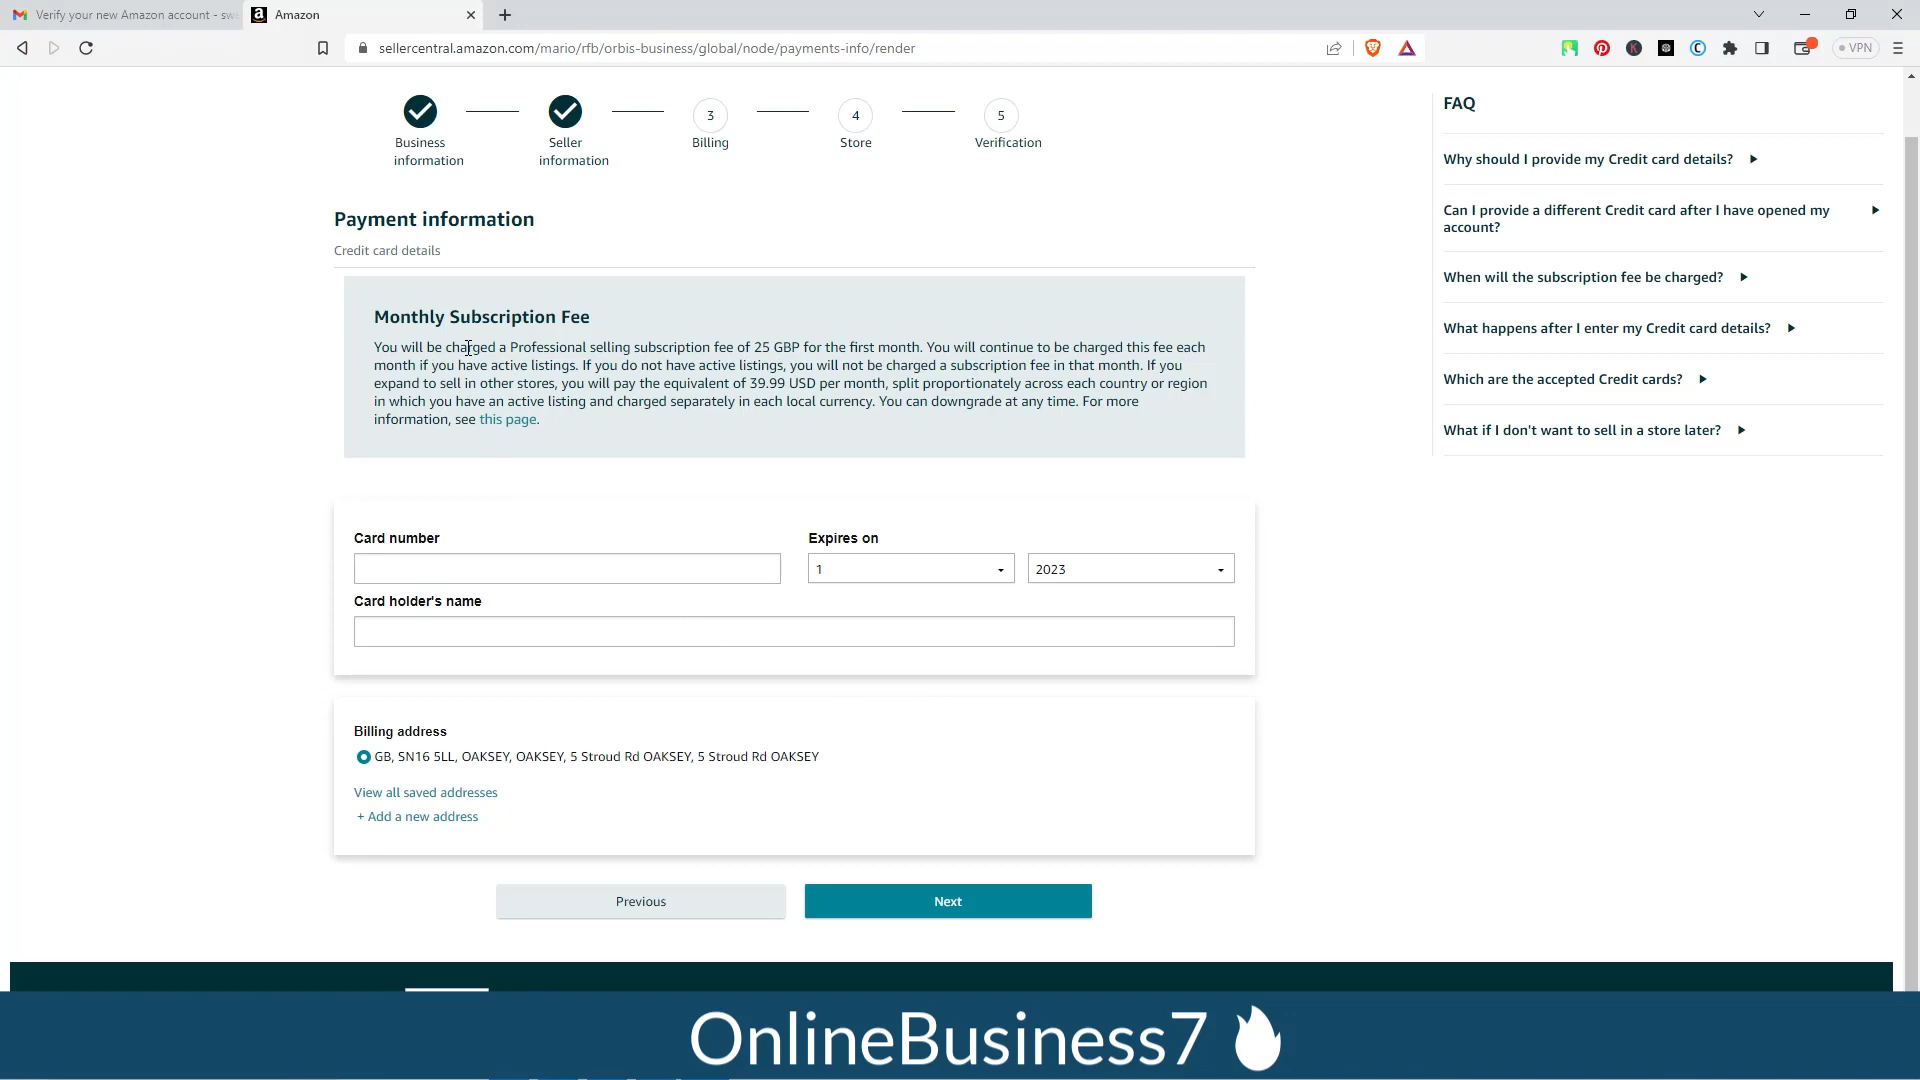 Verify your new Amazon account - sw
Amazon
sellercentral.amazon.com/mario/rfb/orbis-business/global/node/payments-info/render
VPN
Business information
Seller information
3
Billing
4
Store
5
Verification
Payment information
Credit card details
Monthly Subscription Fee
You will be charged a Professional selling subscription fee of 25 GBP for the first month. You will continue to be charged this fee each
month if you have active listings. If you do not have active listings, you will not be charged a subscription fee in that month. If you
expand to sell in other stores, you will pay the equivalent of 39.99 USD per month, split proportionately across each country or region
in which you have an active listing and charged separately in each local currency. You can downgrade at any time. For more
information, see this page.
Card number
Expires on
1
2023
Card holder's name
Billing address
GB, SN16 5LL, OAKSEY, OAKSEY, 5 Stroud Rd OAKSEY, 5 Stroud Rd OAKSEY
View all saved addresses
+ Add a new address
Previous
Next
FAQ
Why should I provide my Credit card details?
Can I provide a different Credit card after I have opened my
account?
When will the subscription fee be charged?
What happens after I enter my Credit card details?
Which are the accepted Credit cards?
What if I don't want to sell in a store later?
OnlineBusiness7